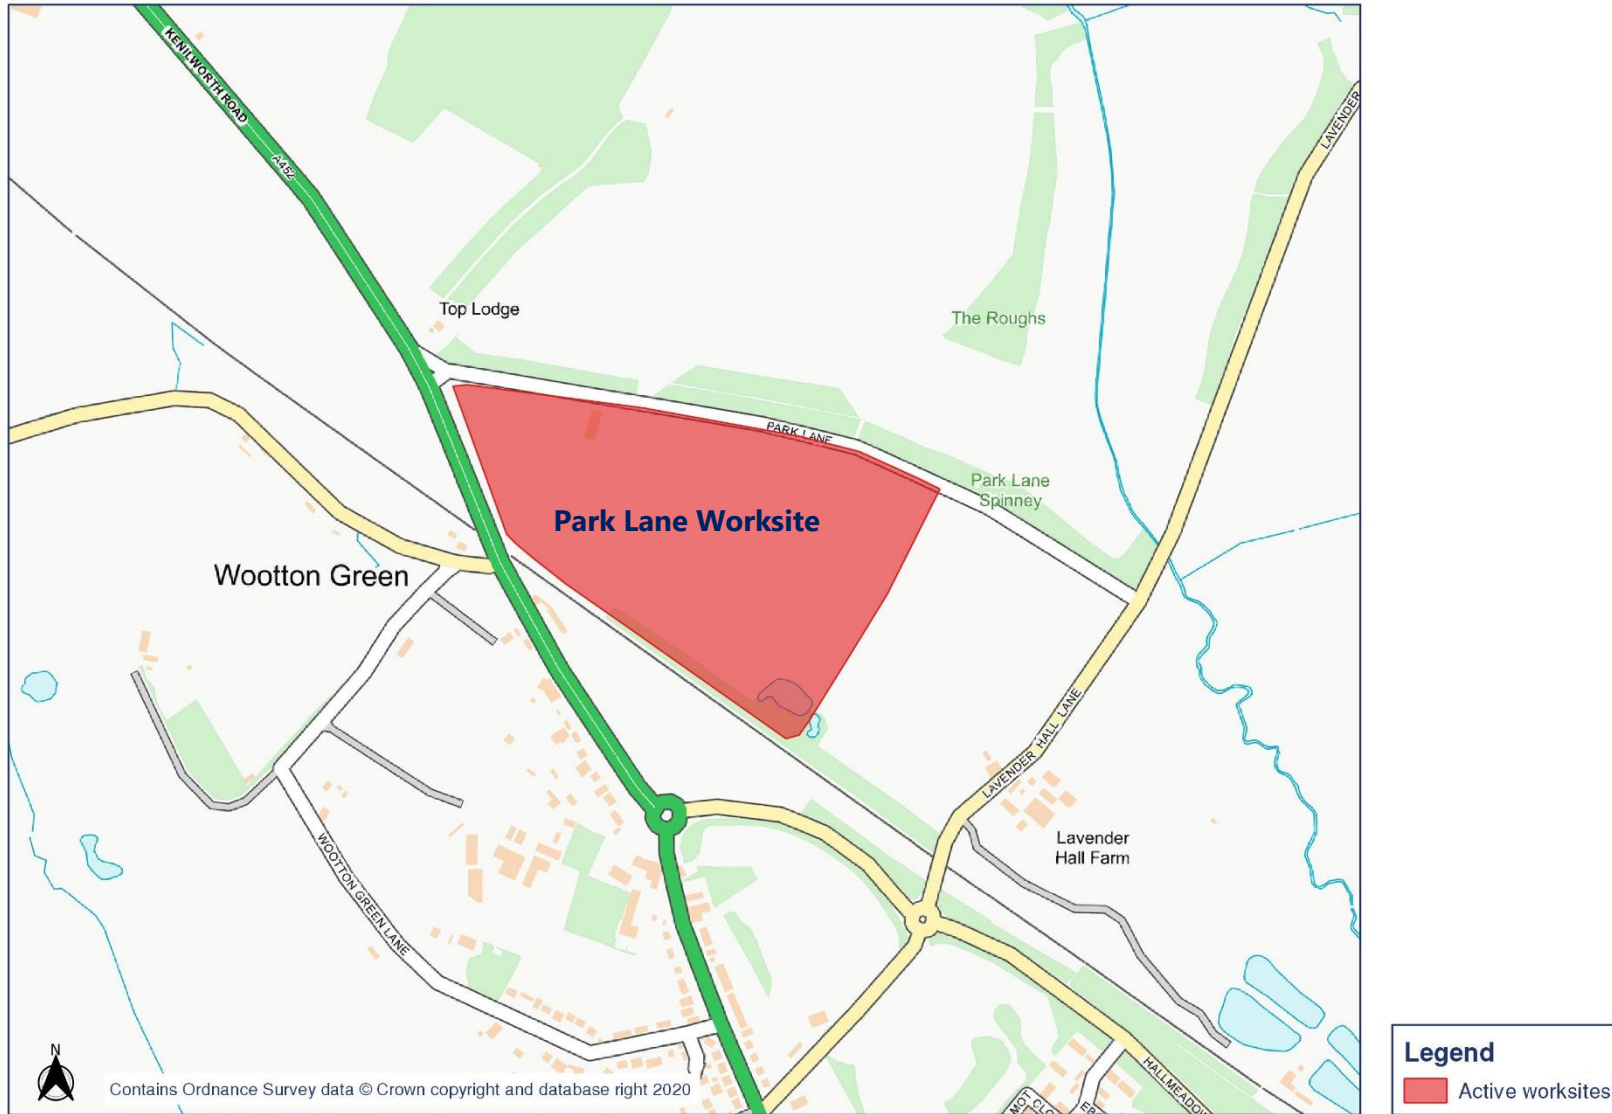 KENILWORTH ROAD
A452
LAVENDER
Top Lodge
The Roughs
PARK LANE
Park Lane
Spinney
Park Lane Worksite
Wootton Green
LAVENDER HALL LANE
Lavender
Hall Farm
WOOTTON GREEN LANE
HALLMEADOW
MOT
CLO
N
Contains Ordnance Survey data © Crown copyright and database right 2020
Legend
Active worksites